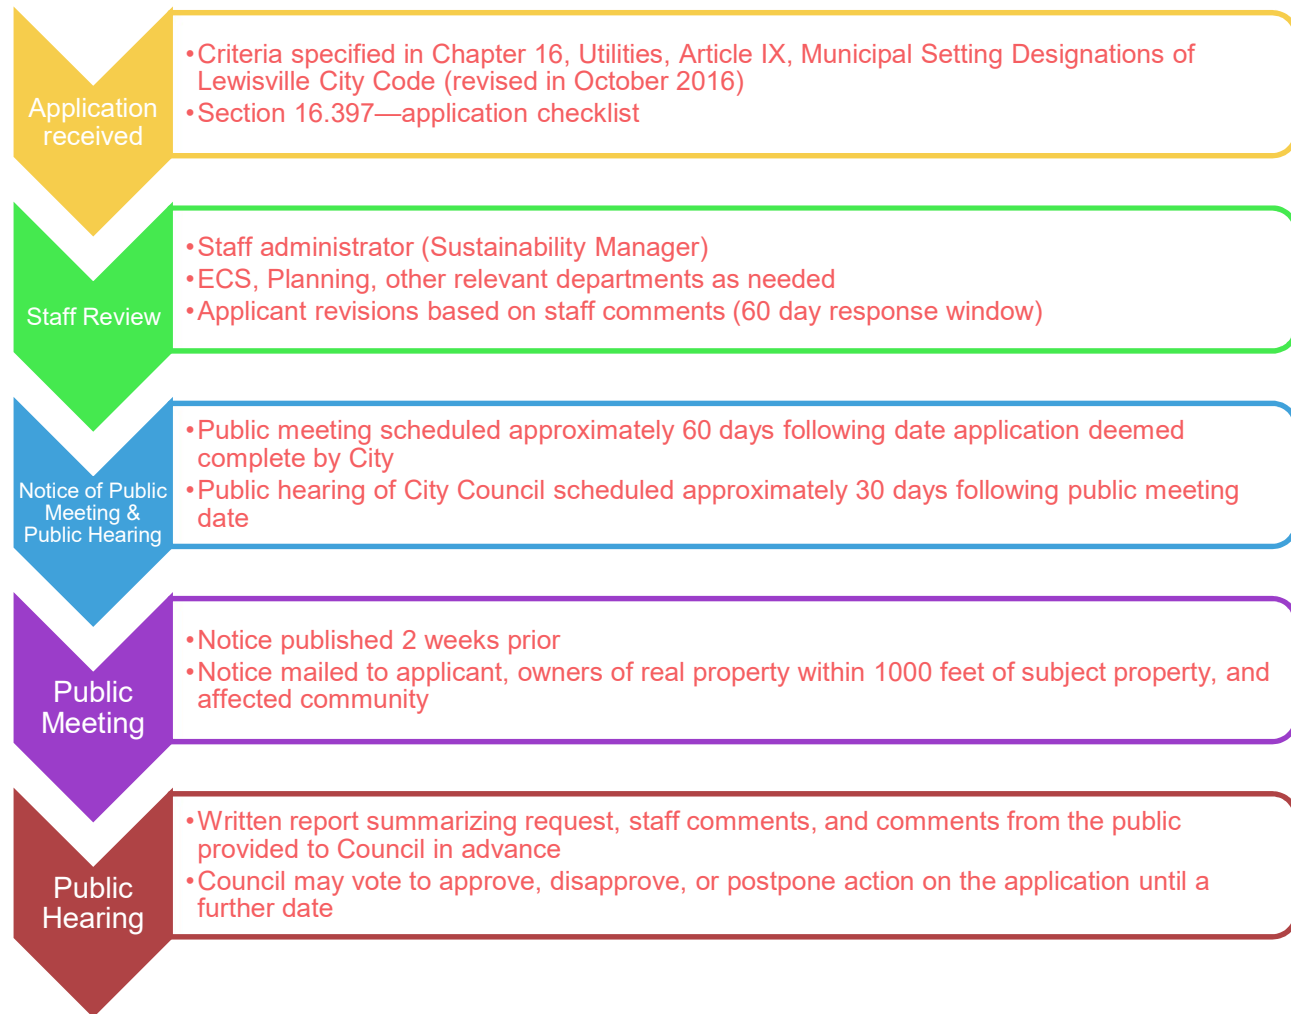 Application
received
•Criteria specified in Chapter 16, Utilities, Article IX, Municipal Setting Designations of
Lewisville City Code (revised in October 2016)
•Section 16.397—application checklist
Staff Review
•Staff administrator (Sustainability Manager)
•ECS, Planning, other relevant departments as needed
•Applicant revisions based on staff comments (60 day response window)
Notice of Public
Meeting &
Public Hearing
•Public meeting scheduled approximately 60 days following date application deemed
complete by City
•Public hearing of City Council scheduled approximately 30 days following public meeting
date
Public
Meeting
•Notice published 2 weeks prior
•Notice mailed to applicant, owners of real property within 1000 feet of subject property, and
affected community
Public
Hearing
•Written report summarizing request, staff comments, and comments from the public
provided to Council in advance
•Council may vote to approve, disapprove, or postpone action on the application until a
further date